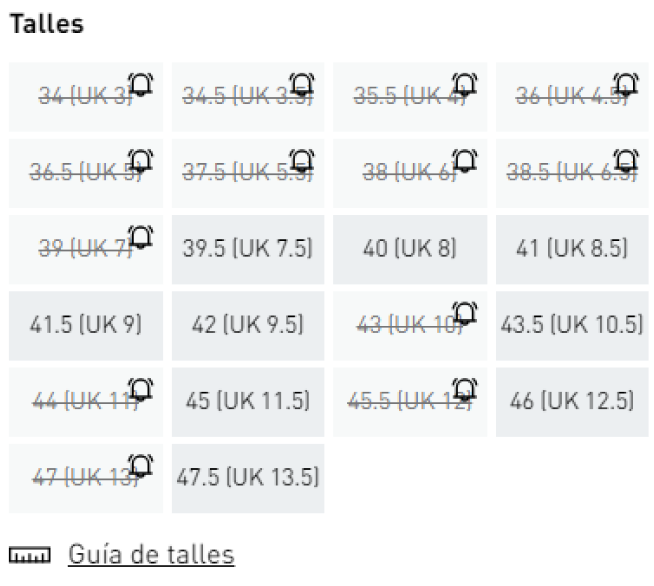 Talles
34 (UK 3) 34.5 (UK 3.5) 35.5 (UK 4) 36 (UK 4.5)
36.5 (UK 5) 37.5 (UK 5.5) 38 (UK 6) 38.5 (UK 6.5)
39 (UK 7) 39.5 (UK 7.5) 40 (UK 8) 41 (UK 8.5)
41.5 (UK 9) 42 (UK 9.5) 43 (UK 10) 43.5 (UK 10.5)
44 (UK 11) 45 (UK 11.5) 45.5 (UK 12) 46 (UK 12.5)
47 (UK 13) 47.5 (UK 13.5)
Guía de talles